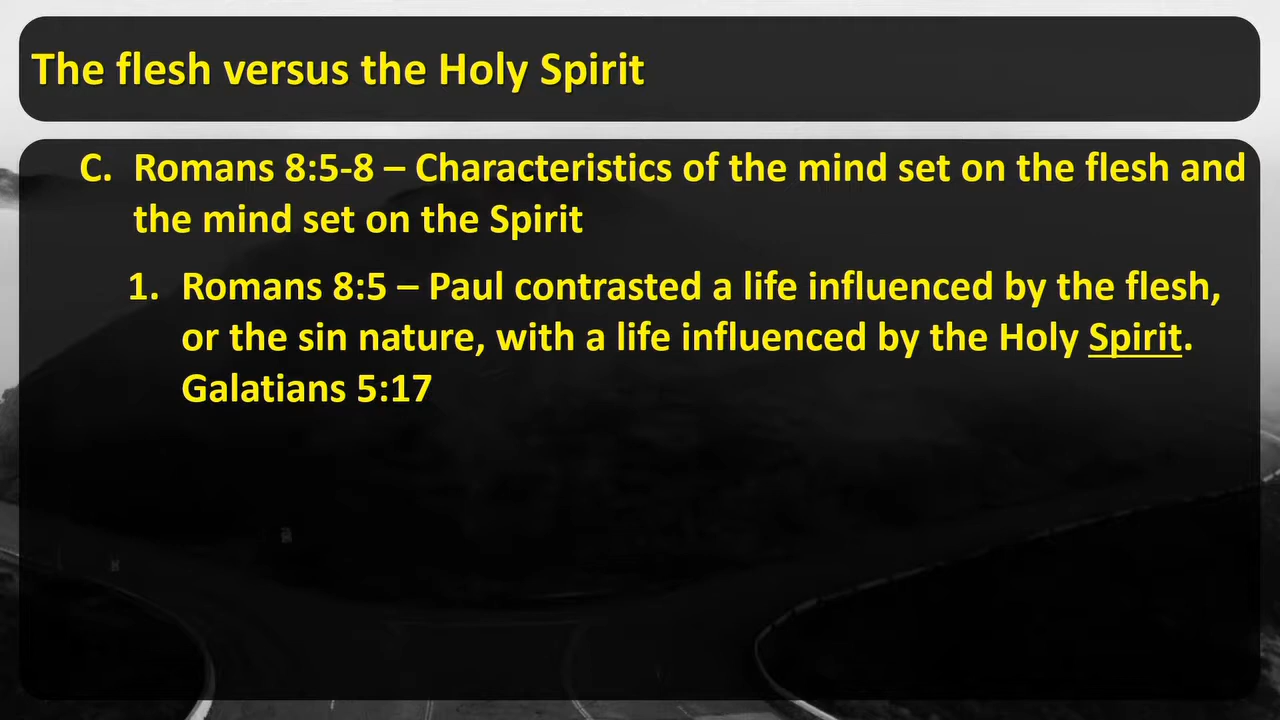 The flesh versus the Holy Spirit
C. Romans 8:5-8 – Characteristics of the mind set on the flesh and
the mind set on the Spirit
1. Romans 8:5 – Paul contrasted a life influenced by the flesh,
or the sin nature, with a life influenced by the Holy Spirit.
Galatians 5:17